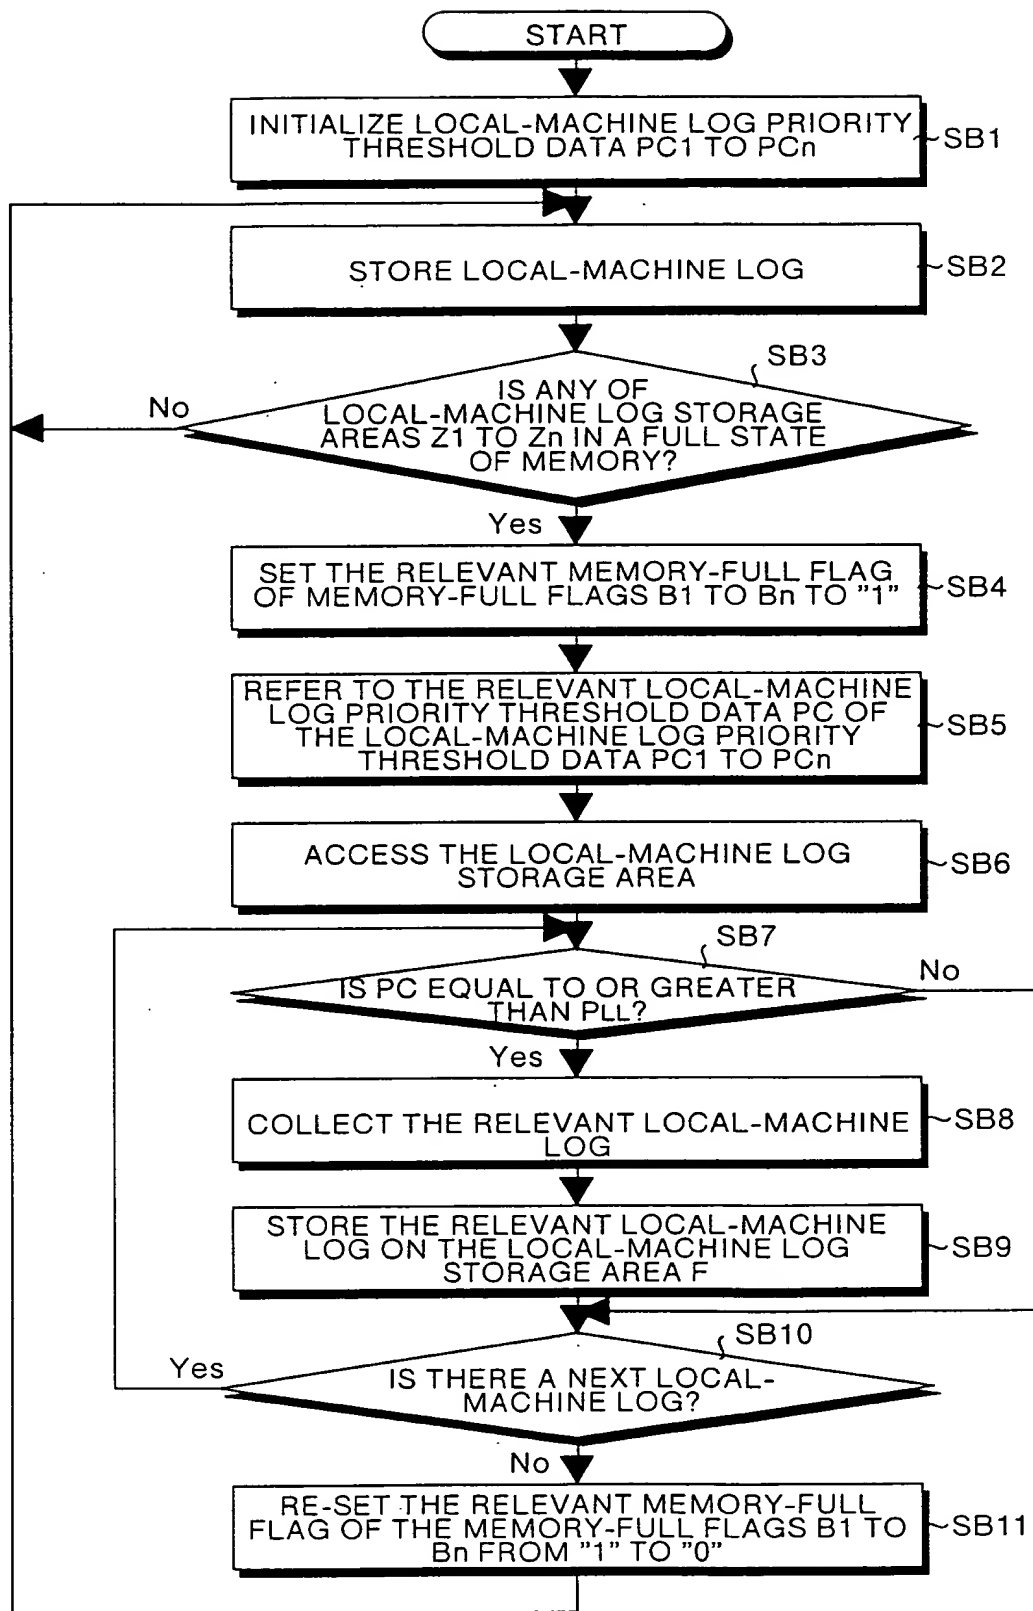 START
INITIALIZE LOCAL-MACHINE LOG PRIORITY
THRESHOLD DATA PC1 TO PCn
SB1
STORE LOCAL-MACHINE LOG
SB2
SB3
IS ANY OF
LOCAL-MACHINE LOG STORAGE
AREAS Z1 TO Zn IN A FULL STATE
OF MEMORY?
No
Yes
SET THE RELEVANT MEMORY-FULL FLAG
OF MEMORY-FULL FLAGS B1 TO Bn TO "1"
SB4
REFER TO THE RELEVANT LOCAL-MACHINE
LOG PRIORITY THRESHOLD DATA PC OF
THE LOCAL-MACHINE LOG PRIORITY
THRESHOLD DATA PC1 TO PCn
SB5
ACCESS THE LOCAL-MACHINE LOG
STORAGE AREA
SB6
SB7
IS PC EQUAL TO OR GREATER
THAN PLL?
No
Yes
COLLECT THE RELEVANT LOCAL-MACHINE
LOG
SB8
STORE THE RELEVANT LOCAL-MACHINE
LOG ON THE LOCAL-MACHINE LOG
STORAGE AREA F
SB9
SB10
Yes
IS THERE A NEXT LOCAL-
MACHINE LOG?
No
RE-SET THE RELEVANT MEMORY-FULL
FLAG OF THE MEMORY-FULL FLAGS B1 TO
Bn FROM "1" TO "0"
SB11